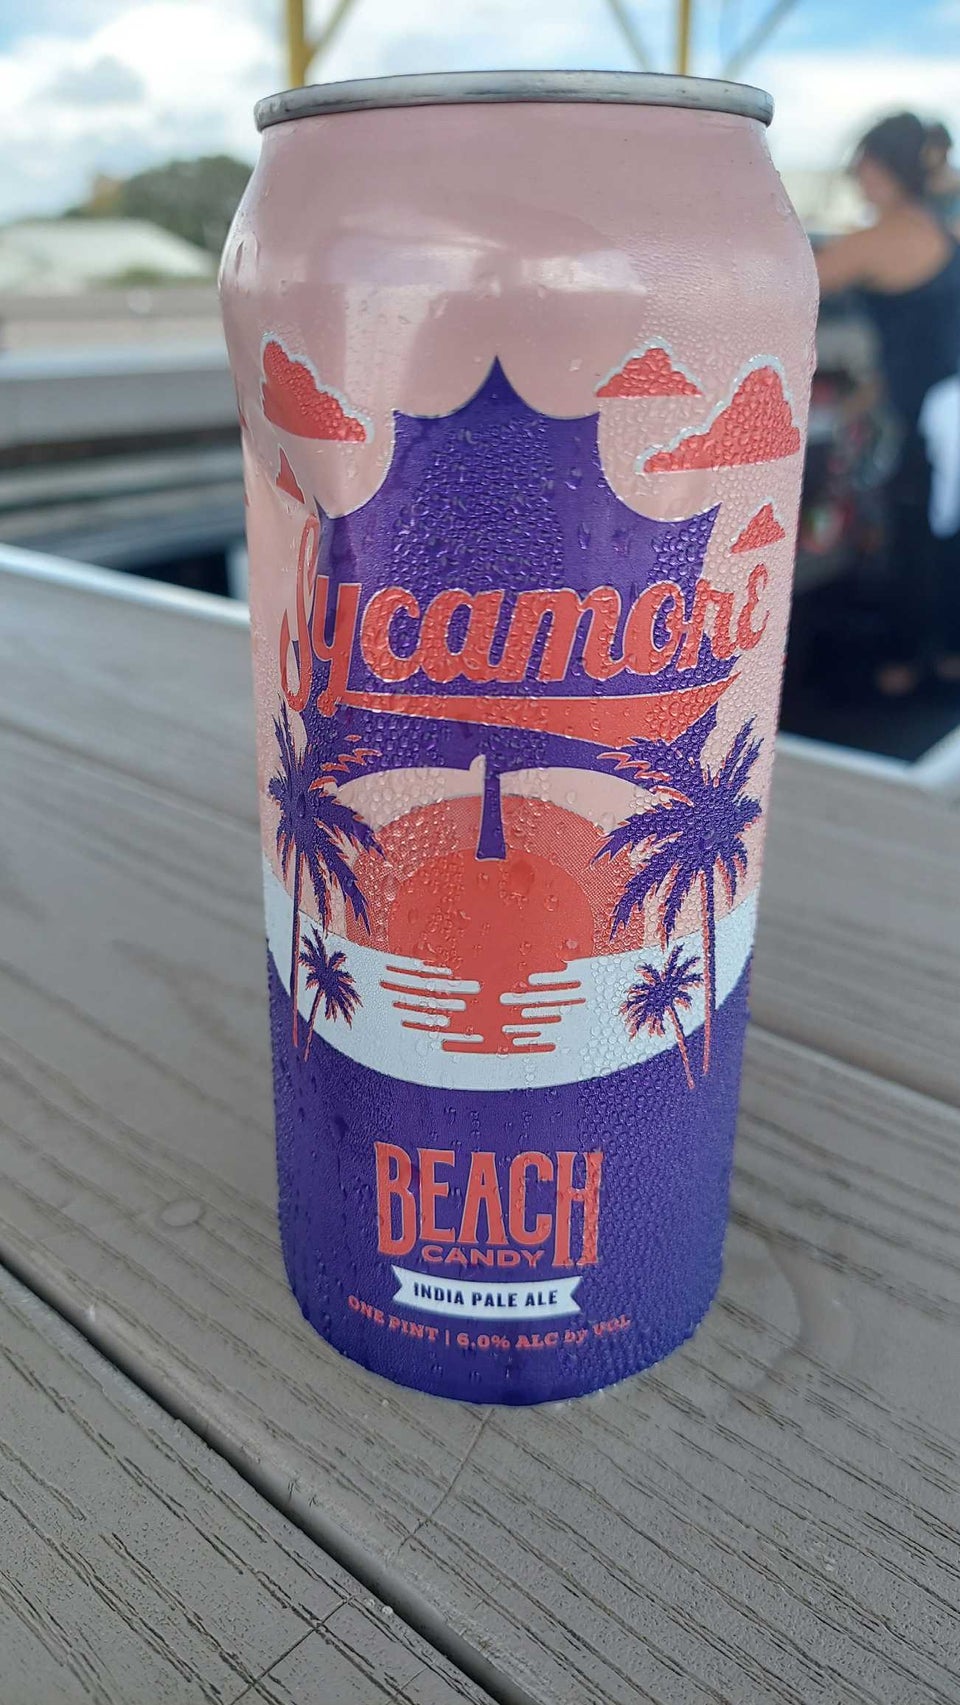 Sycamore
BEACH
CANDY
INDIA PALE ALE
ONE PINT | 6.0% ALC by VOL